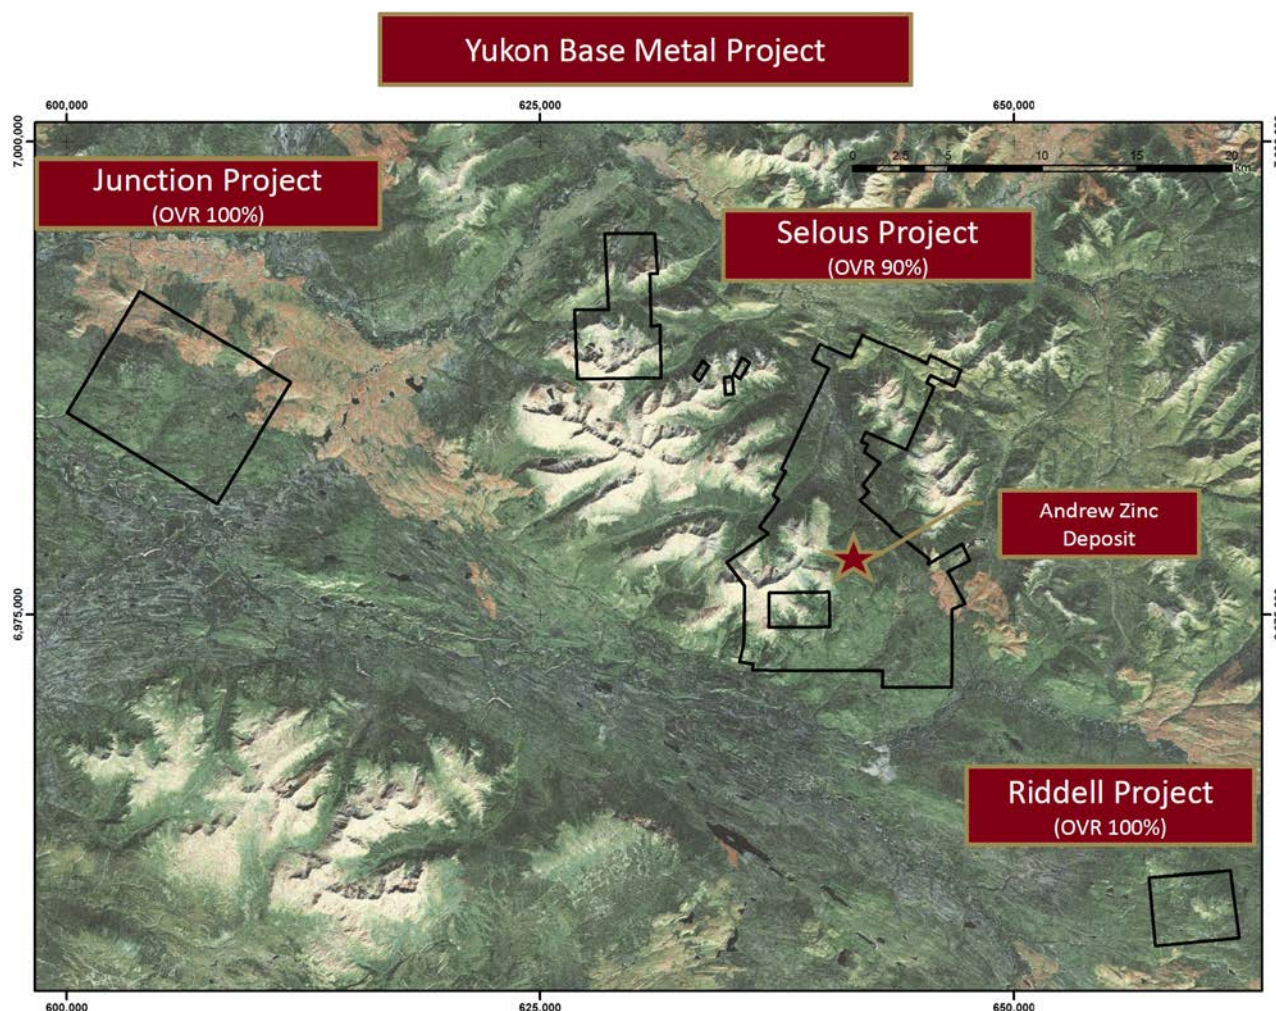 Yukon Base Metal Project
600,000
625,000
650,000
7,000,000
0
2.5
5
10
15
20
Km
Junction Project
(OVR 100%)
Selous Project
(OVR 90%)
Andrew Zinc
Deposit
6,975,000
Riddell Project
(OVR 100%)
600,000
625,000
650,000